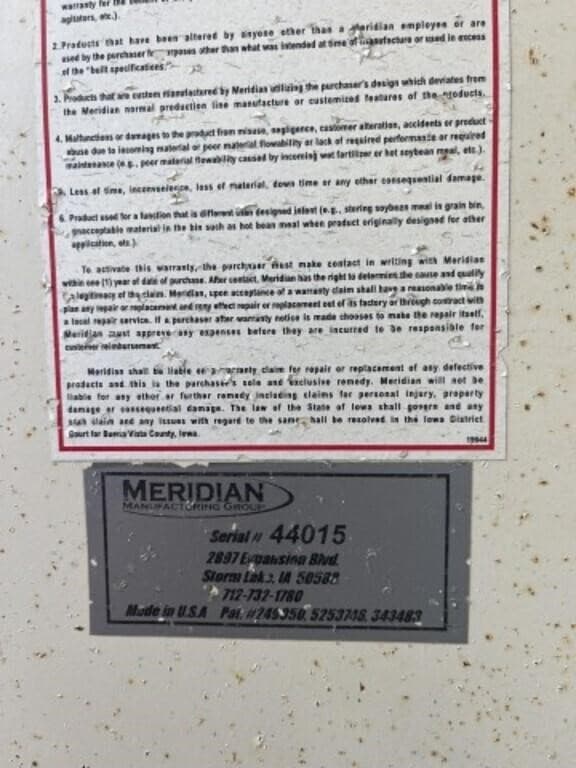 warranty for the
agitators, etc.).
2. Products that have been altered by anyone other than a Meridian employee or are
used by the purchaser for purposes other than what was intended at time of manufacture or used in excess
of the "built specifications."
3. Products that are custom manufactured by Meridian utilizing the purchaser's design which deviates from
the Meridian normal production line manufacture or customized features of the products.
4. Malfunctions or damages to the product from misuse, negligence, customer alteration, accidents or product
abuse due to incoming material or poor material flowability or lack of required performance or required
maintenance (e.g., poor material flowability caused by incoming wet fertilizer or hot soybean meal, etc.).
5. Loss of time, inconvenience, loss of material, down time or any other consequential damage.
6. Product used for a function that is different than designed intent (e.g., storing soybean meal in grain bin,
unacceptable material in the bin such as hot bean meal when product originally designed for other
application, etc.)
To activate this warranty, the purchaser must make contact in writing with Meridian
within one (1) year of date of purchase. After contact, Meridian has the right to determine the cause and qualify
legitimacy of the claim. Meridian, upon acceptance of a warranty claim shall have a reasonable time to
plan any repair or replacement and may effect repair or replacement out of its factory or through contract with
a local repair service. If a purchaser after warranty notice is made chooses to make the repair itself,
Meridian must approve any expenses before they are incurred to be responsible for
customer reimbursement.
Meridian shall be liable on a warranty claim for repair or replacement of any defective
products and this is the purchaser's sole and exclusive remedy. Meridian will not be
liable for any other or further remedy including claims for personal injury, property
damage or consequential damage. The law of the State of Iowa shall govern and any
such claim and any issues with regard to the same shall be resolved in the Iowa District
Court for Buena Vista County, Iowa.
19944
MERIDIAN
MANUFACTURING GROUP
Serial # 44015
2897 Expansion Blvd.
Storm Lake, IA 50588
712-732-1780
Made in U.S.A Pat. #249350, 5253746, 343483